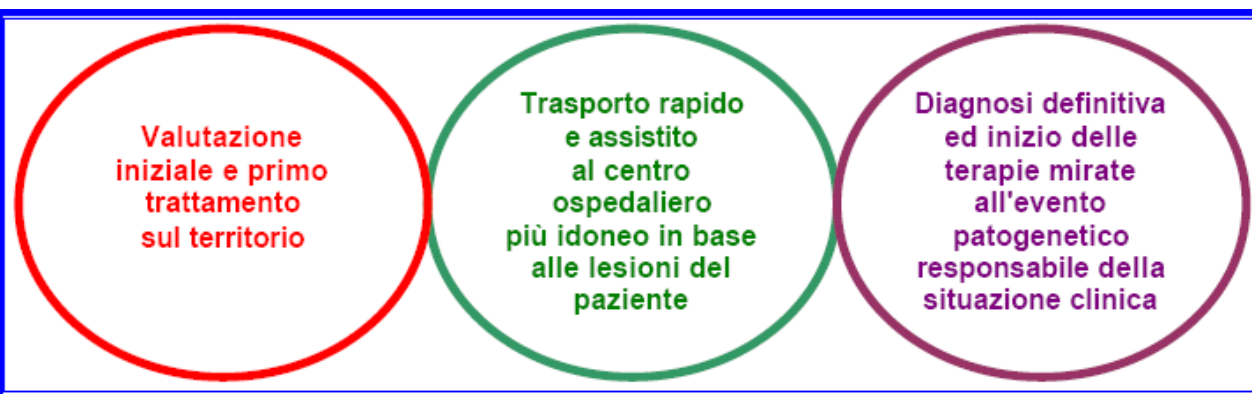 Valutazione
iniziale e primo
trattamento
sul territorio
Trasporto rapido
e assistito
al centro
ospedaliero
più idoneo in base
alle lesioni del
paziente
Diagnosi definitiva
ed inizio delle
terapie mirate
all'evento
patogenetico
responsabile della
situazione clinica